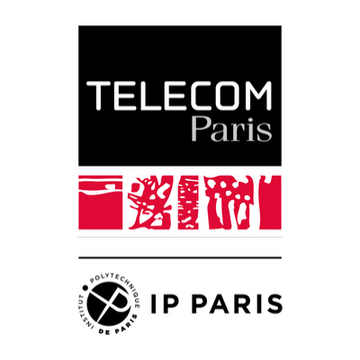 TELECOM
Paris
INSTITUT POLYTECHNIQUE DE PARIS
IP PARIS